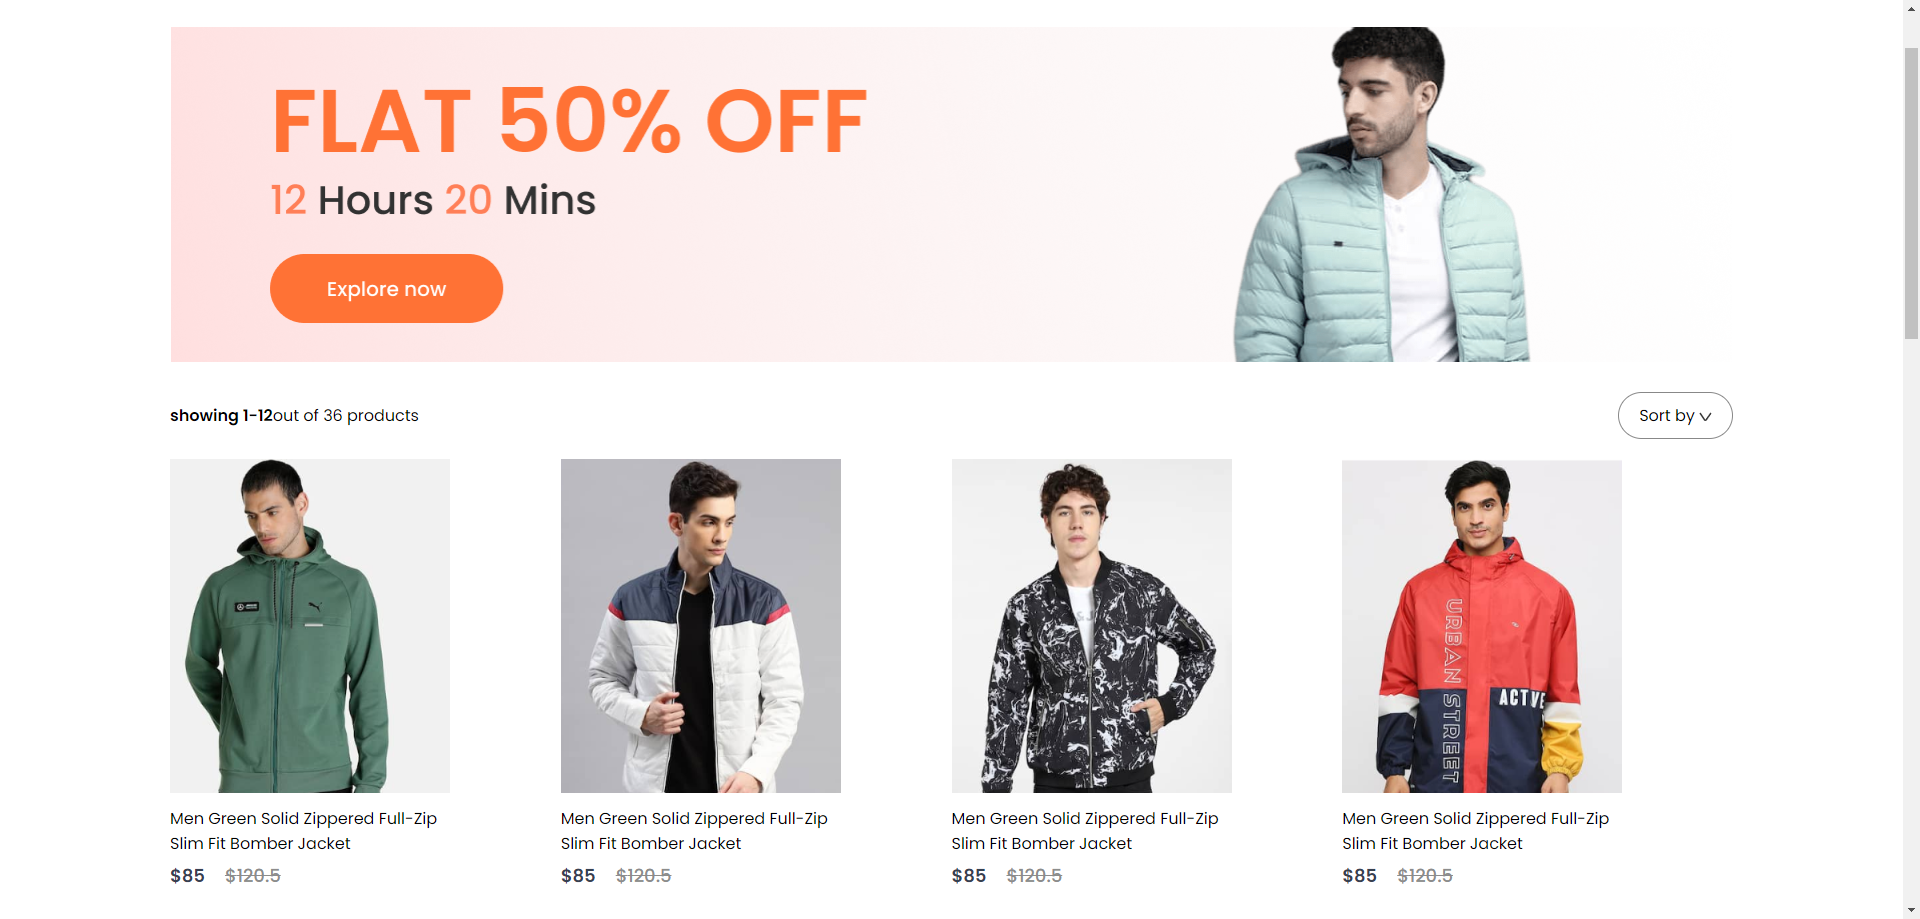 FLAT 50% OFF
12 Hours 20 Mins
Explore now
showing 1-12out of 36 products
Sort by
URBAN STREET
ACTIVE
Men Green Solid Zippered Full-Zip
Slim Fit Bomber Jacket
$85 $120.5
Men Green Solid Zippered Full-Zip
Slim Fit Bomber Jacket
$85 $120.5
Men Green Solid Zippered Full-Zip
Slim Fit Bomber Jacket
$85 $120.5
Men Green Solid Zippered Full-Zip
Slim Fit Bomber Jacket
$85 $120.5